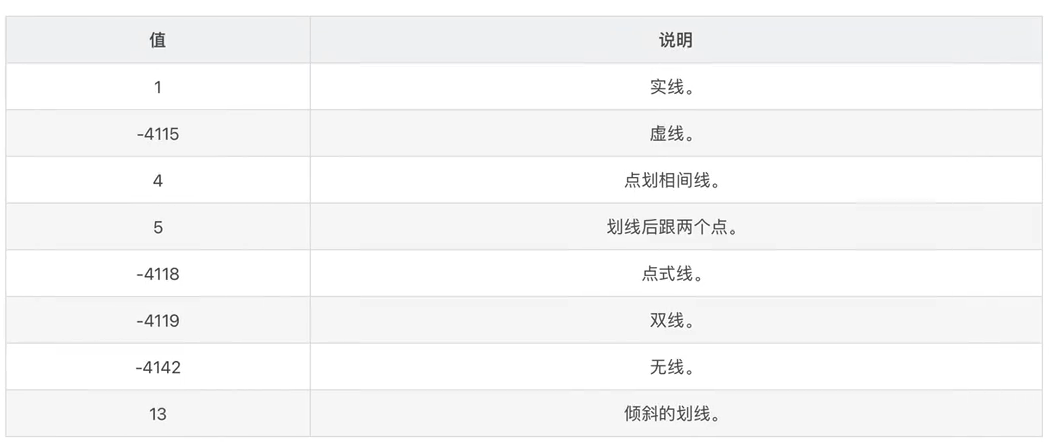 值 说明
1 实线。
-4115 虚线。
4 点划相间线。
5 划线后跟两个点。
-4118 点式线。
-4119 双线。
-4142 无线。
13 倾斜的划线。